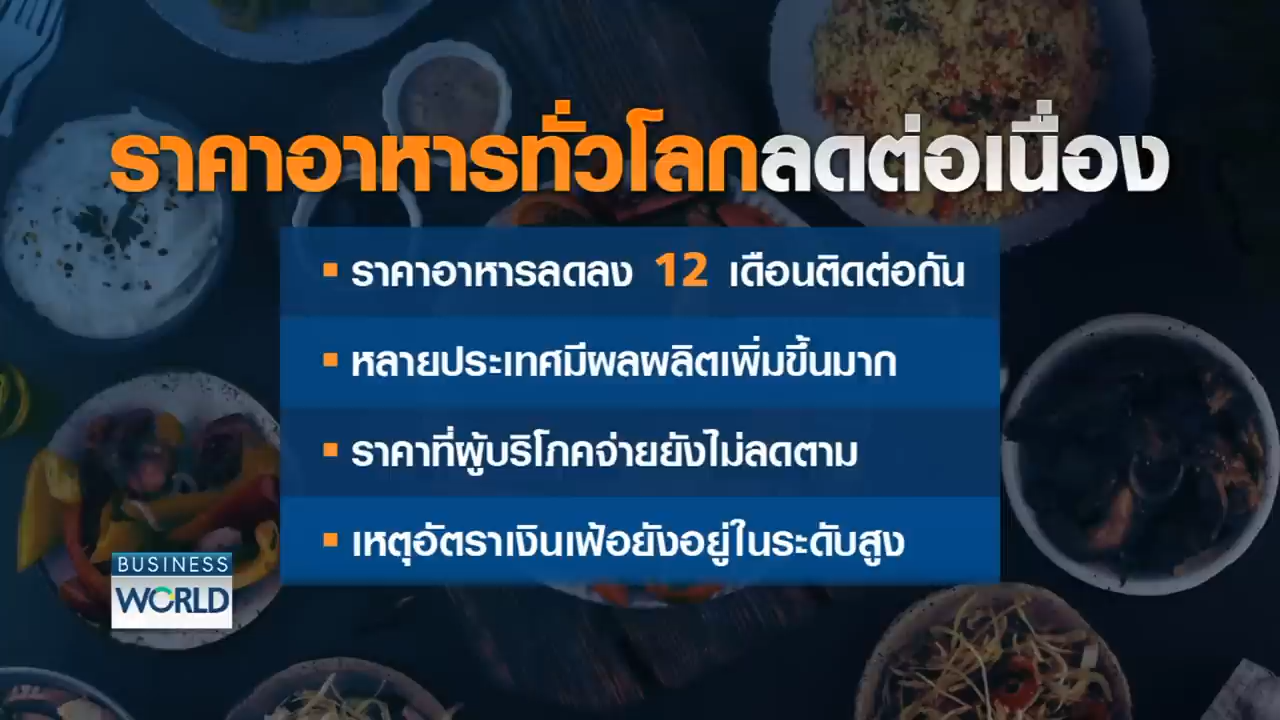 ราคาอาหารทั่วโลกลดต่อเนื่อง
▪ ราคาอาหารลดลง 12 เดือนติดต่อกัน
▪ หลายประเทศมีผลผลิตเพิ่มขึ้นมาก
▪ ราคาที่ผู้บริโภคจ่ายยังไม่ลดตาม
▪ เหตุอัตราเงินเฟ้อยังอยู่ในระดับสูง
BUSINESS
WORLD